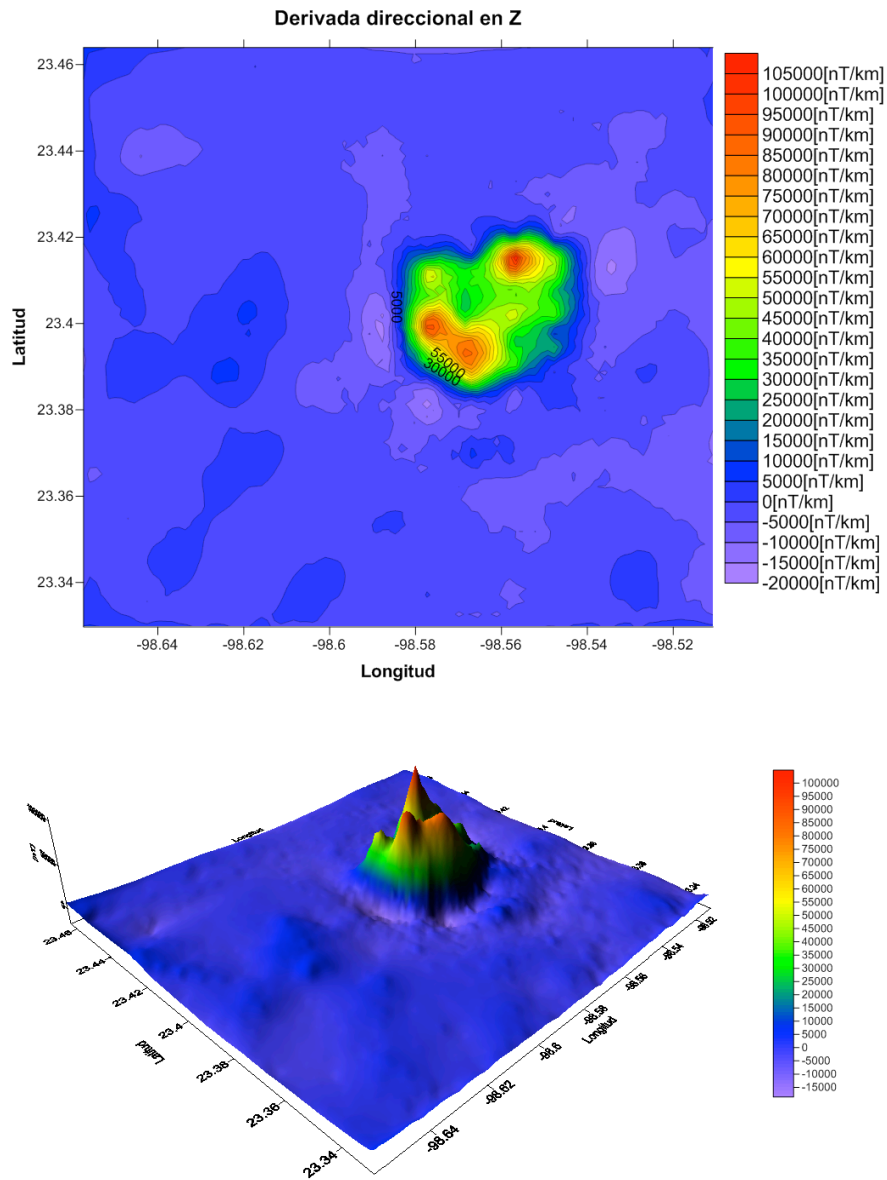 Derivada direccional en Z
23.46
23.44
23.42
23.4
23.38
23.36
23.34
Latitud
-98.64
-98.62
-98.6
-98.58
-98.56
-98.54
-98.52
Longitud
5000
55000
30000
105000[nT/km]
100000[nT/km]
95000[nT/km]
90000[nT/km]
85000[nT/km]
80000[nT/km]
75000[nT/km]
70000[nT/km]
65000[nT/km]
60000[nT/km]
55000[nT/km]
50000[nT/km]
45000[nT/km]
40000[nT/km]
35000[nT/km]
30000[nT/km]
25000[nT/km]
20000[nT/km]
15000[nT/km]
10000[nT/km]
5000[nT/km]
0[nT/km]
-5000[nT/km]
-10000[nT/km]
-15000[nT/km]
-20000[nT/km]
Longitud
Latitud
23.46
23.44
23.42
23.4
23.38
23.36
23.34
Latitud
-98.64
-98.62
-98.6
-98.58
-98.56
-98.54
-98.52
Longitud
100000
95000
90000
85000
80000
75000
70000
65000
60000
55000
50000
45000
40000
35000
30000
25000
20000
15000
10000
5000
0
-5000
-10000
-15000